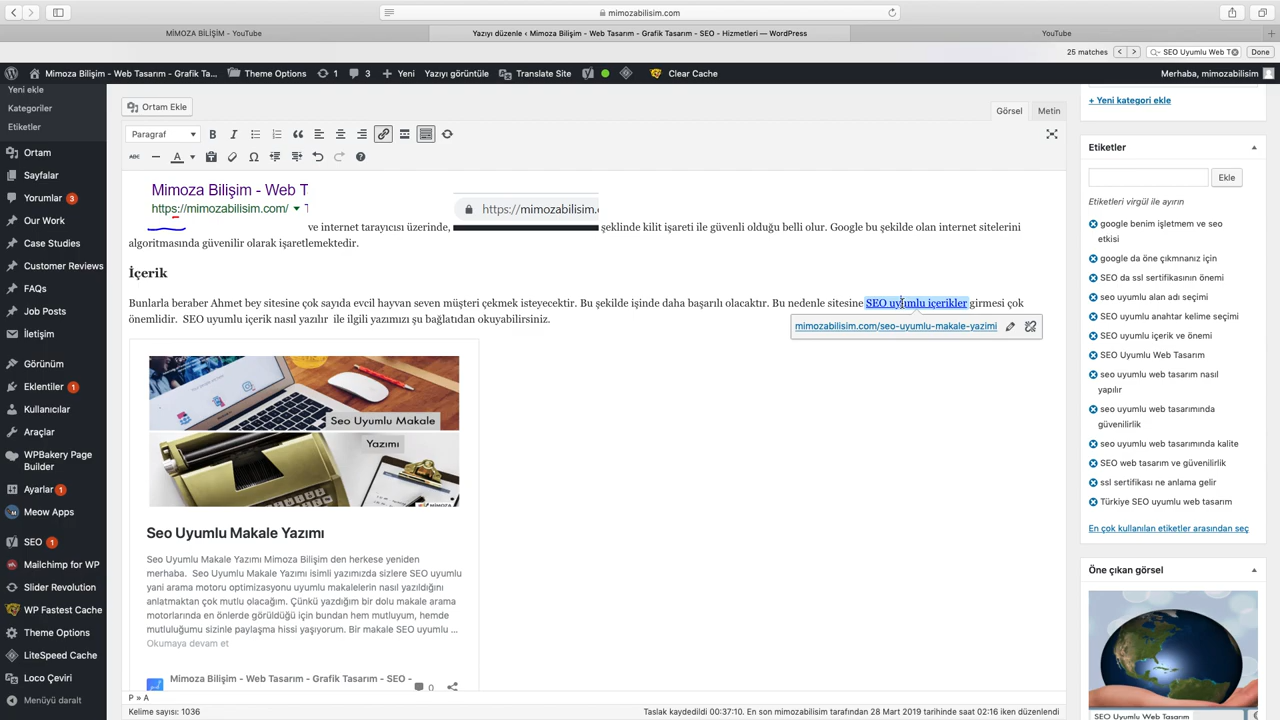 mimozabilisim.com
MİMOZA BİLİŞİM - YouTube
Yazıyı düzenle ‹ Mimoza Bilişim - Web Tasarım - Grafik Tasarım - SEO - Hizmetleri — WordPress
YouTube
25 matches
SEO Uyumlu Web T
Done
Mimoza Bilişim - Web Tasarım - Grafik Ta...
Theme Options
1
3
Yeni
Yazıyı görüntüle
Translate Site
Clear Cache
Merhaba, mimozabilisim
Yeni ekle
Kategoriler
Etiketler
Ortam
Sayfalar
Yorumlar 3
Our Work
Case Studies
Customer Reviews
FAQs
İletişim
Görünüm
Eklentiler 1
Kullanıcılar
Araçlar
WPBakery Page
Builder
Ayarlar 1
Meow Apps
SEO 1
Mailchimp for WP
Slider Revolution
WP Fastest Cache
Theme Options
LiteSpeed Cache
Loco Çeviri
Menüyü daralt
Ortam Ekle
Görsel
Metin
Paragraf
B I
ABC
A
Mimoza Bilişim - Web T
https://mimozabilisim.com/
https://mimozabilisim.c
ve internet tarayıcısı üzerinde,
şeklinde kilit işareti ile güvenli olduğu belli olur. Google bu şekilde olan internet sitelerini
algoritmasında güvenilir olarak işaretlemektedir.
İçerik
Bunlarla beraber Ahmet bey sitesine çok sayıda evcil hayvan seven müşteri çekmek isteyecektir. Bu şekilde işinde daha başarılı olacaktır. Bu nedenle sitesine SEO uyumlu içerikler girmesi çok
önemlidir. SEO uyumlu içerik nasıl yazılır ile ilgili yazımızı şu bağlatıdan okuyabilirsiniz.
mimozabilisim.com/seo-uyumlu-makale-yazimi
Seo Uyumlu Makale
Yazımı
MİMOZA
Seo Uyumlu Makale Yazımı
Seo Uyumlu Makale Yazımı Mimoza Bilişim den herkese yeniden
merhaba. Seo Uyumlu Makale Yazımı isimli yazımızda sizlere SEO uyumlu
yani arama motoru optimizasyonu uyumlu makalelerin nasıl yazıldığını
anlatmaktan çok mutlu olacağım. Çünkü yazdığım bir dolu makale arama
motorlarında en önlerde görüldüğü için bundan hem mutluyum, hemde
mutluluğumu sizinle paylaşma hissi yaşıyorum. Bir makale SEO uyumlu ...
Okumaya devam et
Mimoza Bilişim - Web Tasarım - Grafik Tasarım - SEO -
0
P » A
Kelime sayısı: 1036
Taslak kaydedildi 00:37:10. En son mimozabilisim tarafından 28 Mart 2019 tarihinde saat 02:16 iken düzenlendi
+ Yeni kategori ekle
Etiketler
Ekle
Etiketleri virgül ile ayırın
google benim işletmem ve seo
etkisi
google da öne çıkmnanız için
SEO da ssl sertifikasının önemi
seo uyumlu alan adı seçimi
SEO uyumlu anahtar kelime seçimi
seo uyumlu içerik ve önemi
SEO Uyumlu Web Tasarım
seo uyumlu web tasarım nasıl
yapılır
seo uyumlu web tasarımında
güvenilirlik
seo uyumlu web tasarımında kalite
SEO web tasarım ve güvenilirlik
ssl sertifikası ne anlama gelir
Türkiye SEO uyumlu web tasarım
En çok kullanılan etiketler arasından seç
Öne çıkan görsel
SEO Uyumlu Web Tasarım